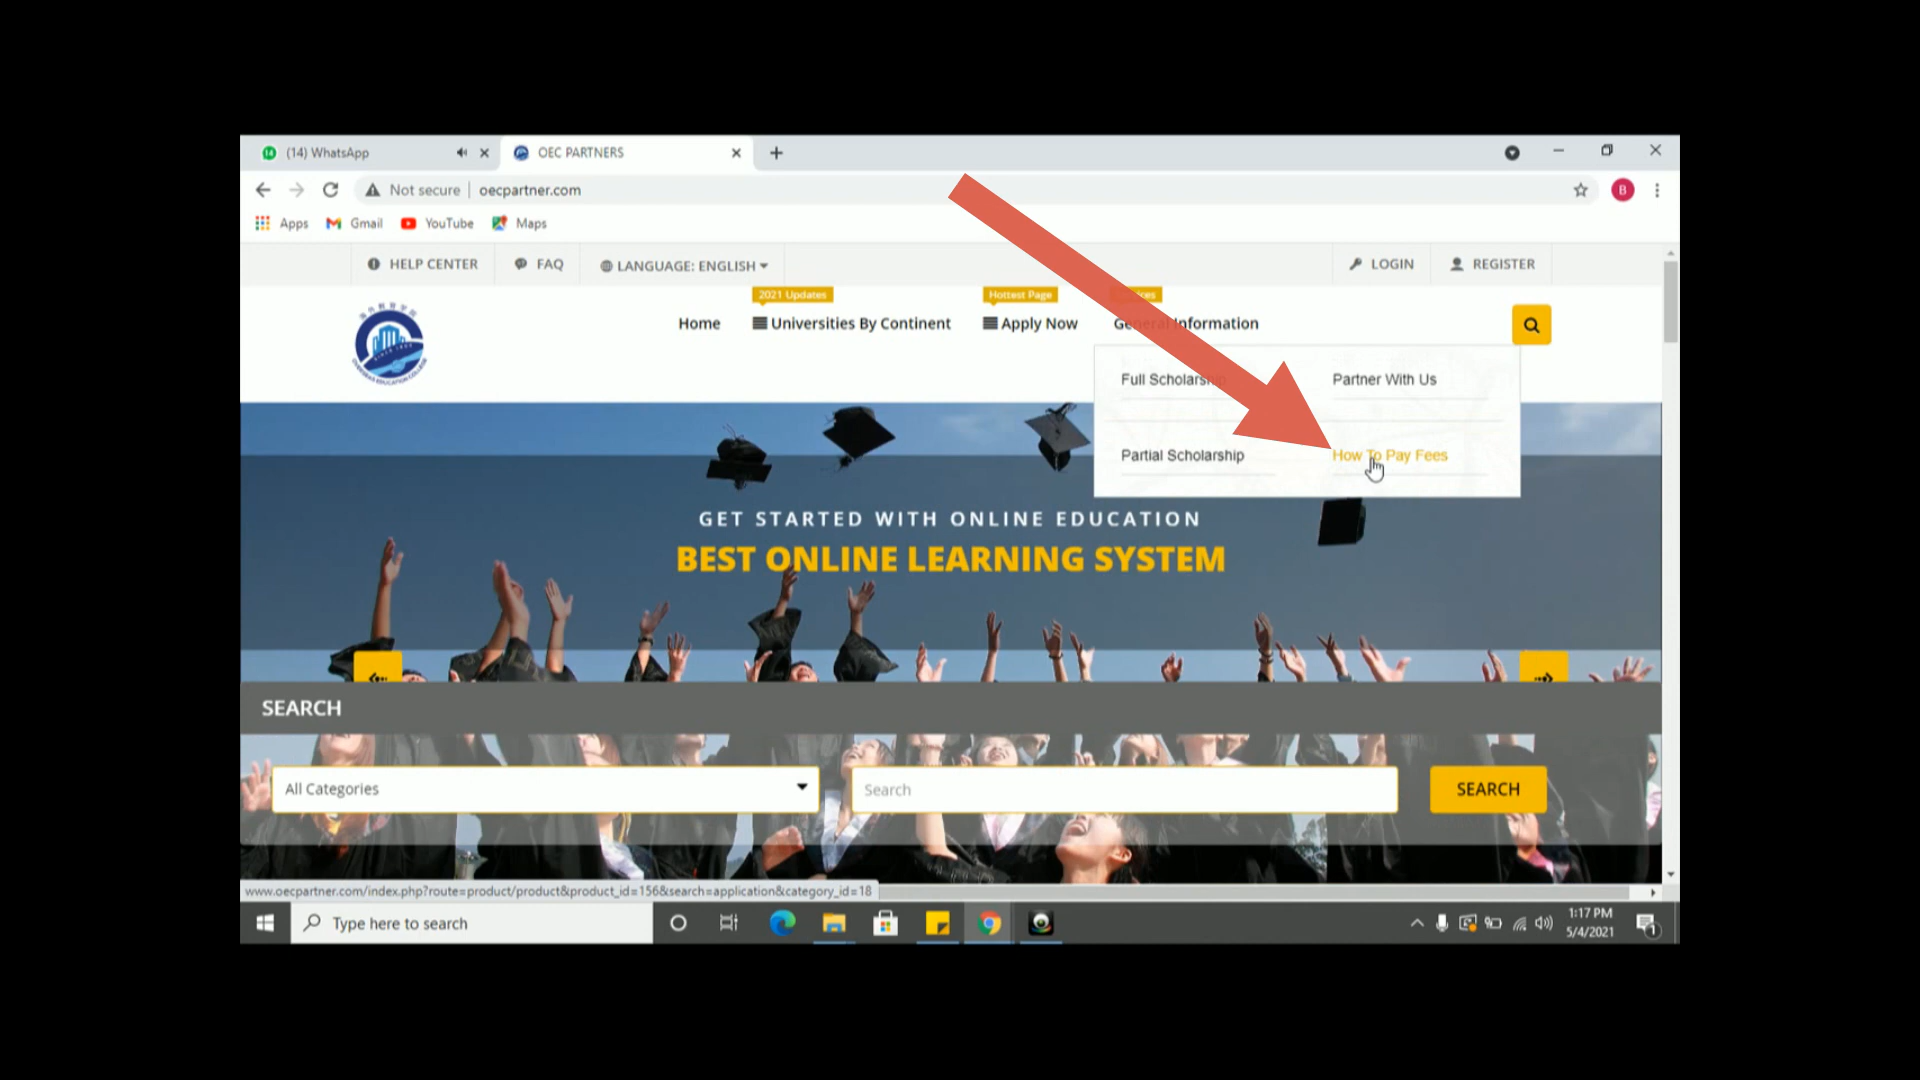 (14) WhatsApp
OEC PARTNERS
Not secure | oecpartner.com
B
Apps
Gmail
YouTube
Maps
HELP CENTER
FAQ
LANGUAGE: ENGLISH
LOGIN
REGISTER
2021 Updates
Hottest Page
Home
Universities By Continent
Apply Now
General Information
Full Scholarship
Partner With Us
Partial Scholarship
How To Pay Fees
GET STARTED WITH ONLINE EDUCATION
BEST ONLINE LEARNING SYSTEM
SEARCH
All Categories
Search
SEARCH
www.oecpartner.com/index.php?route=product/product&product_id=156&search=application&category_id=18
Type here to search
1:17 PM
5/4/2021
1